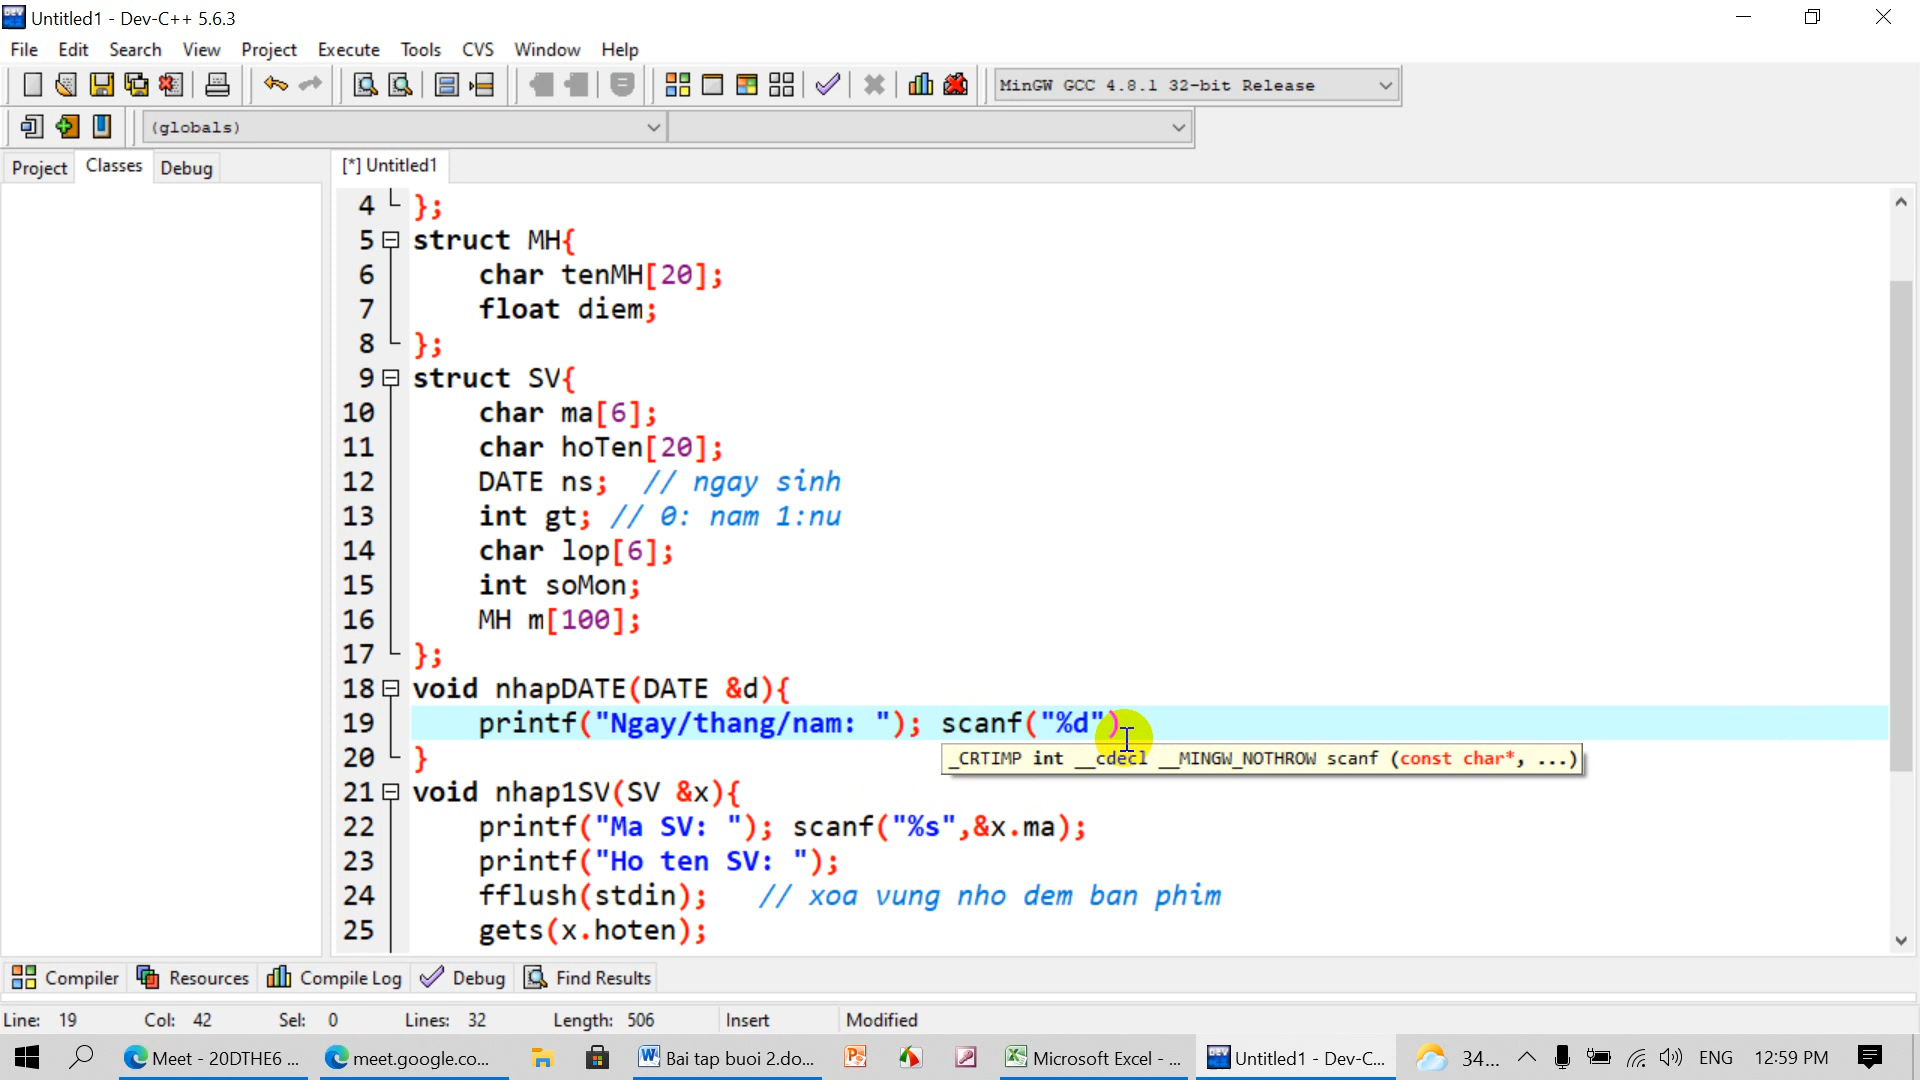 Untitled1 - Dev-C++ 5.6.3
File Edit Search View Project Execute Tools CVS Window Help
MinGW GCC 4.8.1 32-bit Release
(globals)
Project Classes Debug
[*] Untitled1
4 };
5 struct MH{
6 char tenMH[20];
7 float diem;
8 };
9 struct SV{
10 char ma[6];
11 char hoTen[20];
12 DATE ns; // ngay sinh
13 int gt; // 0: nam 1:nu
14 char lop[6];
15 int soMon;
16 MH m[100];
17 };
18 void nhapDATE(DATE &d){
19 printf("Ngay/thang/nam: "); scanf("%d")
_CRTIMP int __cdecl __MINGW_NOTHROW scanf (const char*, ...)
20 }
21 void nhap1SV(SV &x){
22 printf("Ma SV: "); scanf("%s",&x.ma);
23 printf("Ho ten SV: ");
24 fflush(stdin); // xoa vung nho dem ban phim
25 gets(x.hoten);
Compiler Resources Compile Log Debug Find Results
Line: 19 Col: 42 Sel: 0 Lines: 32 Length: 506 Insert Modified
Meet - 20DTHE6 ... meet.google.co... Bai tap buoi 2.do... Microsoft Excel - ... Untitled1 - Dev-C... 34... ENG 12:59 PM